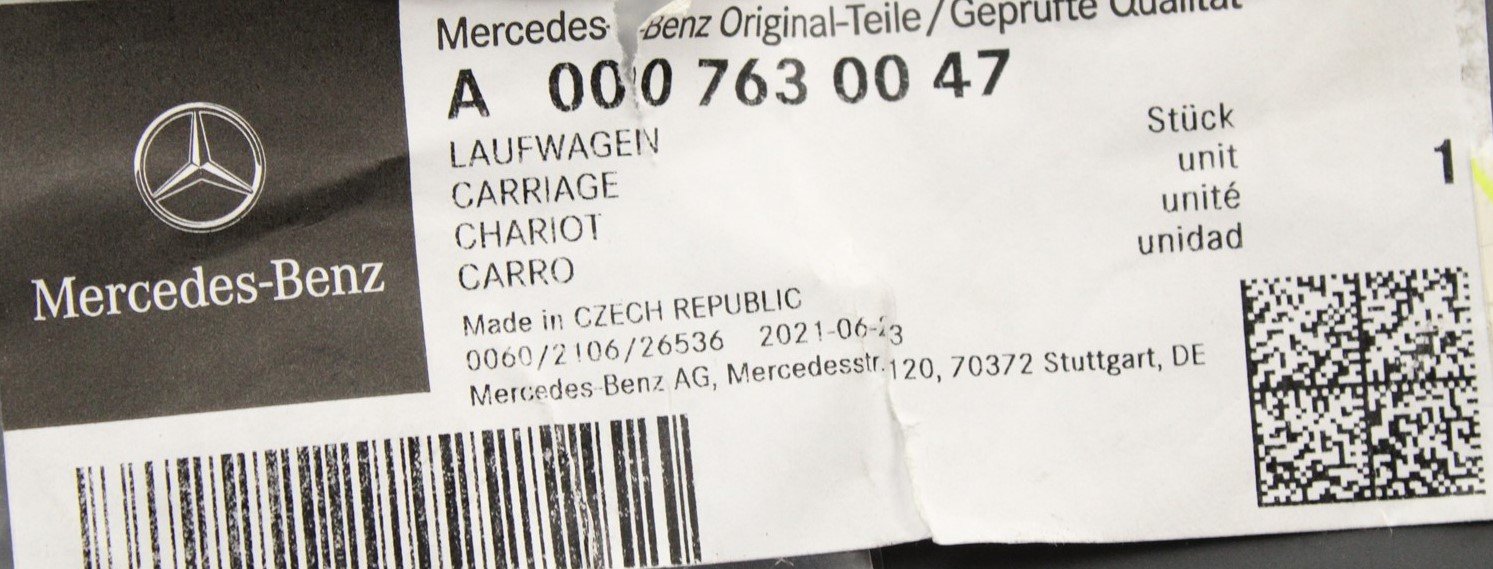 Mercedes-Benz Original-Teile/Geprüfte Qualität
A 000 763 00 47
LAUFWAGEN
CARRIAGE
CHARIOT
CARRO
Stück
unit
unité
unidad
1
Made in CZECH REPUBLIC
0060/2106/26536 2021-06-23
Mercedes-Benz AG, Mercedesstr.120, 70372 Stuttgart, DE
Mercedes-Benz